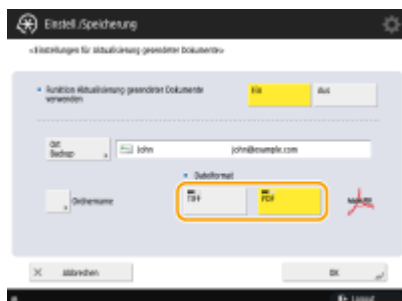 Einstell./Speicherung
<Einstellungen für Aktualisierung gesendeter Dokumente>
Funktion Aktualisierung gesendeter Dokumente
verwenden
Ein
Aus
Ort
Backup
John
john@example.com
Dateiformat
Ordnername
TIFF
PDF
Abbrechen
OK